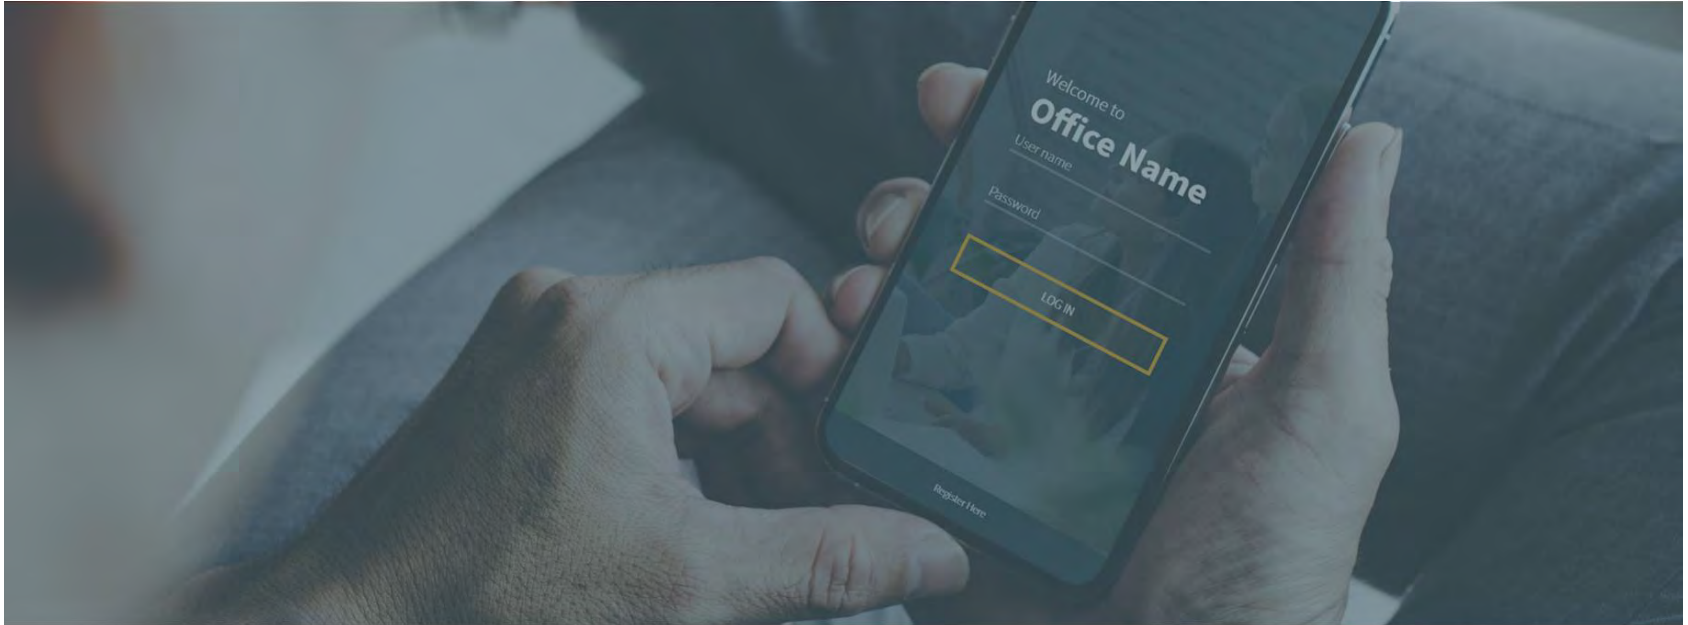 Welcome to
Office Name
User name
Password
LOG IN
Register Here